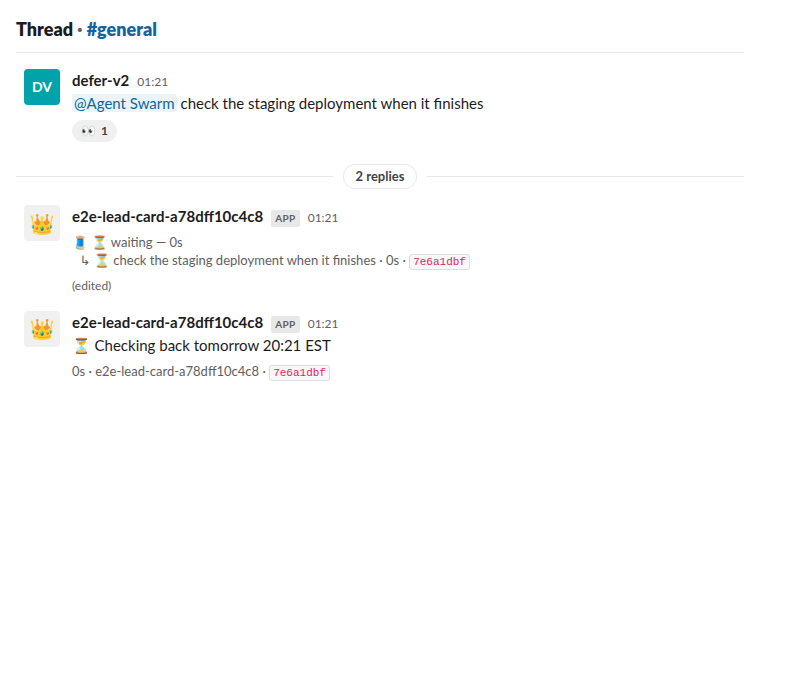 Thread • #general
DV
defer-v2 01:21
@Agent Swarm check the staging deployment when it finishes
👀 1
2 replies
e2e-lead-card-a78dff10c4c8 APP 01:21
🧵 ⏳ waiting — 0s
↳ ⏳ check the staging deployment when it finishes · 0s · 7e6a1dbf
(edited)
e2e-lead-card-a78dff10c4c8 APP 01:21
⏳ Checking back tomorrow 20:21 EST
0s · e2e-lead-card-a78dff10c4c8 · 7e6a1dbf